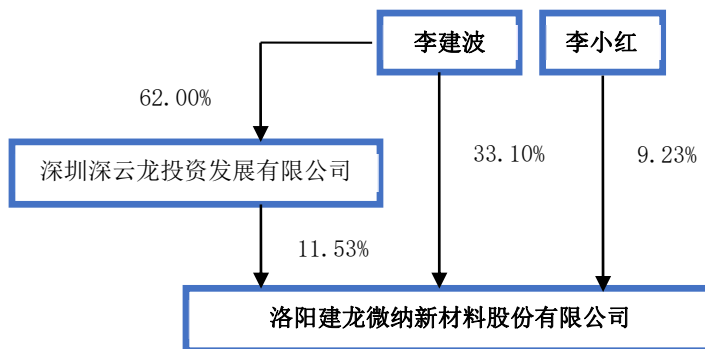 李建波
李小红
62.00%
深圳深云龙投资发展有限公司
33.10%
9.23%
11.53%
洛阳建龙微纳新材料股份有限公司